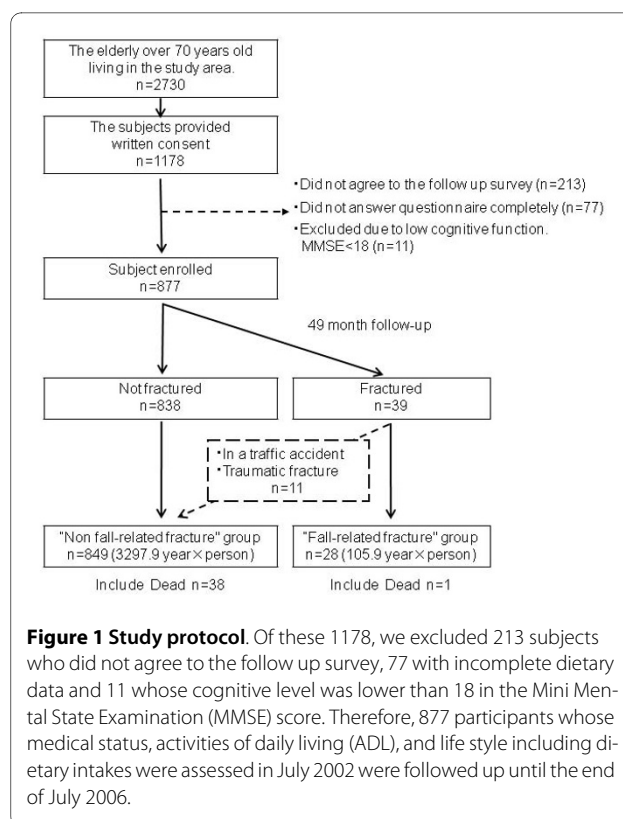 The elderly over 70 years old
living in the study area.
n=2730
The subjects provided
written consent
n=1178
・Did not agree to the follow up survey (n=213)
・Did not answer questionnaire completely (n=77)
・Excluded due to low cognitive function.
MMSE<18 (n=11)
Subject enrolled
n=877
49 month follow-up
Not fractured
n=838
Fractured
n=39
・In a traffic accident
・Traumatic fracture
n=11
"Non fall-related fracture" group
n=849 (3297.9 year×person)
Include Dead n=38
"Fall-related fracture" group
n=28 (105.9 year×person)
Include Dead n=1
Figure 1 Study protocol. Of these 1178, we excluded 213 subjects
who did not agree to the follow up survey, 77 with incomplete dietary
data and 11 whose cognitive level was lower than 18 in the Mini Men-
tal State Examination (MMSE) score. Therefore, 877 participants whose
medical status, activities of daily living (ADL), and life style including di-
etary intakes were assessed in July 2002 were followed up until the end
of July 2006.